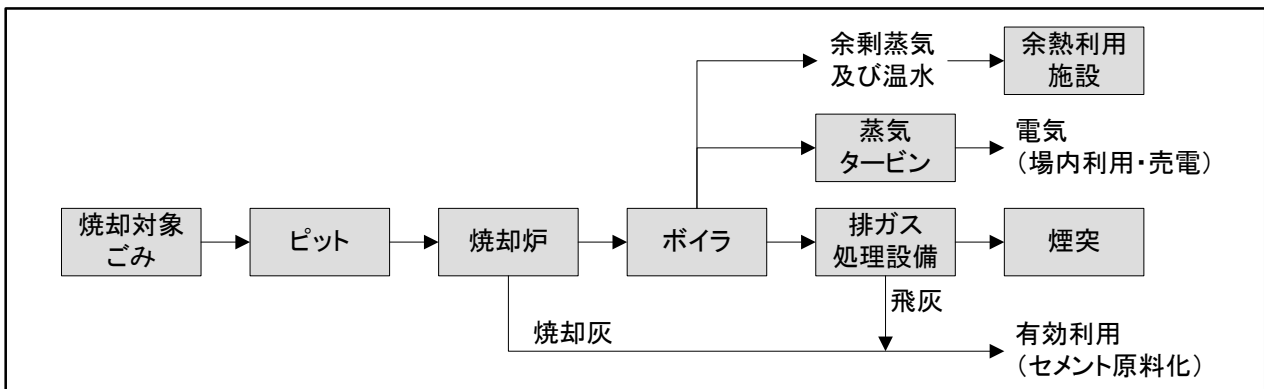 余剰蒸気
及び温水
余熱利用
施設
蒸気
タービン
電気
（場内利用・売電）
焼却対象
ごみ
ピット
焼却炉
ボイラ
排ガス
処理設備
煙突
飛灰
焼却灰
有効利用
（セメント原料化）